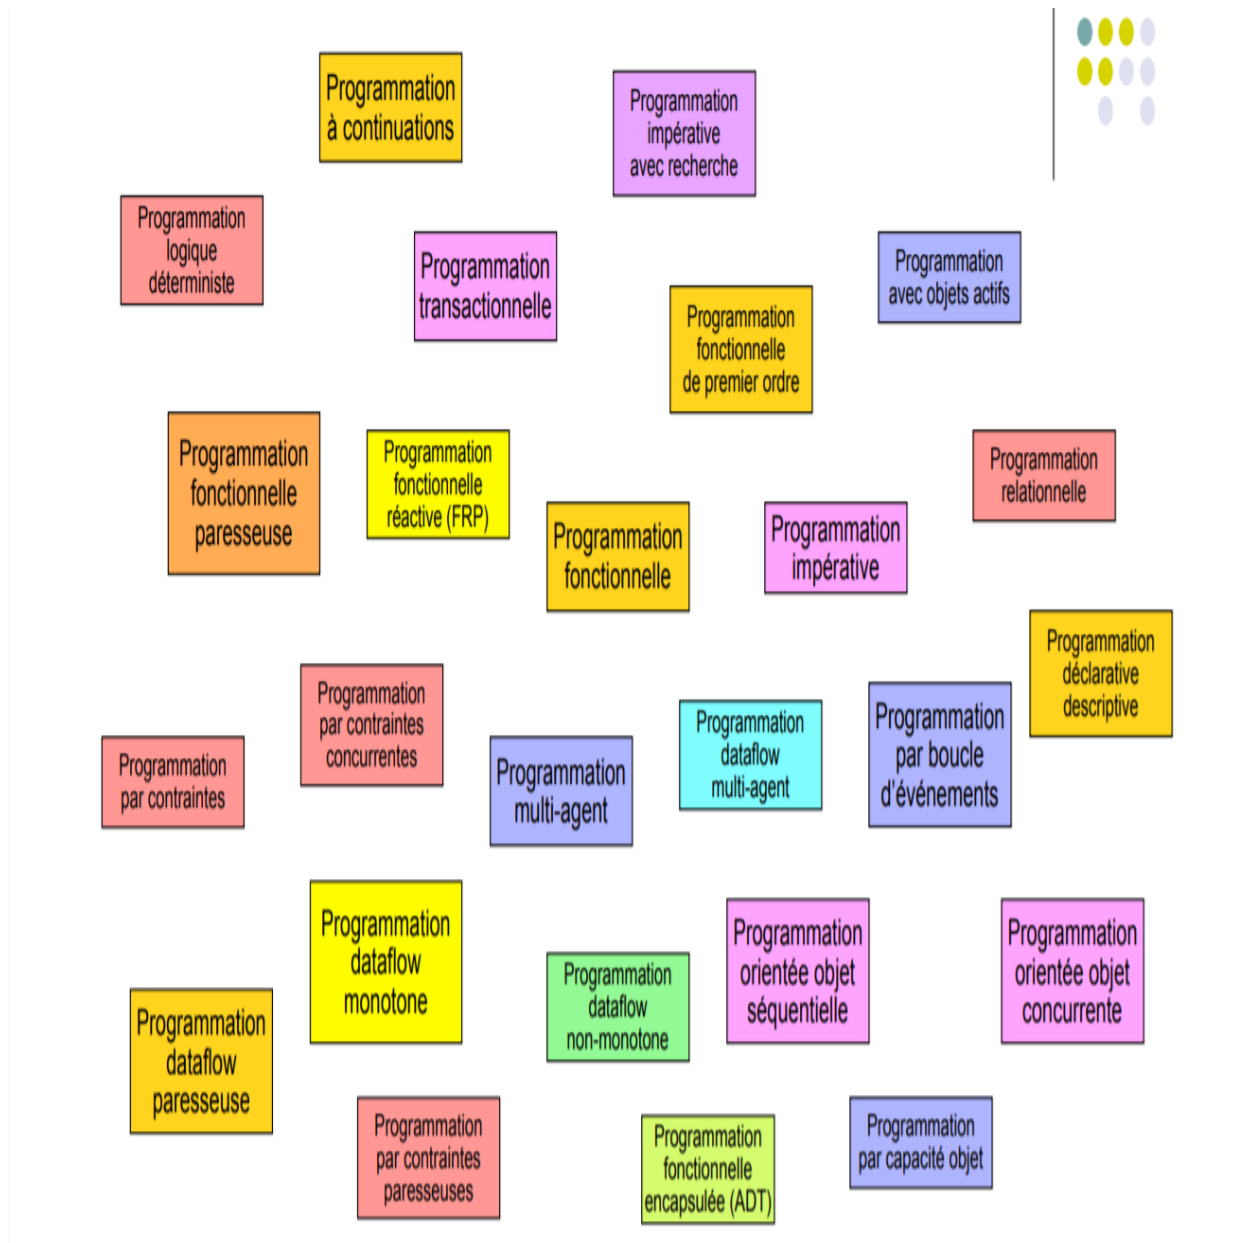 Programmation
à continuations
Programmation
impérative
avec recherche
Programmation
logique
déterministe
Programmation
transactionnelle
Programmation
avec objets actifs
Programmation
fonctionnelle
de premier ordre
Programmation
fonctionnelle
paresseuse
Programmation
fonctionnelle
réactive (FRP)
Programmation
relationnelle
Programmation
fonctionnelle
Programmation
impérative
Programmation
déclarative
descriptive
Programmation
par contraintes
concurrentes
Programmation
par boucle
d'événements
Programmation
dataflow
multi-agent
Programmation
par contraintes
Programmation
multi-agent
Programmation
dataflow
monotone
Programmation
orientée objet
séquentielle
Programmation
orientée objet
concurrente
Programmation
dataflow
non-monotone
Programmation
dataflow
paresseuse
Programmation
par contraintes
paresseuses
Programmation
fonctionnelle
encapsulée (ADT)
Programmation
par capacité objet